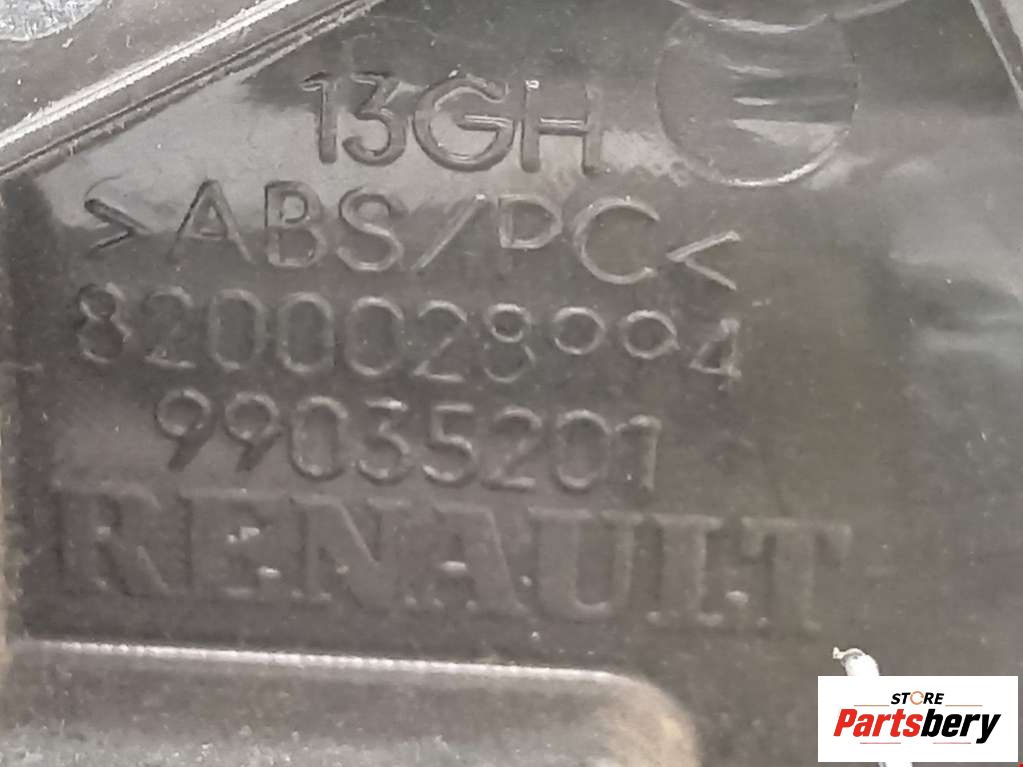 13GH
>ABS/PC<
8200028994
99035201
RENAULT
STORE
Partsbery